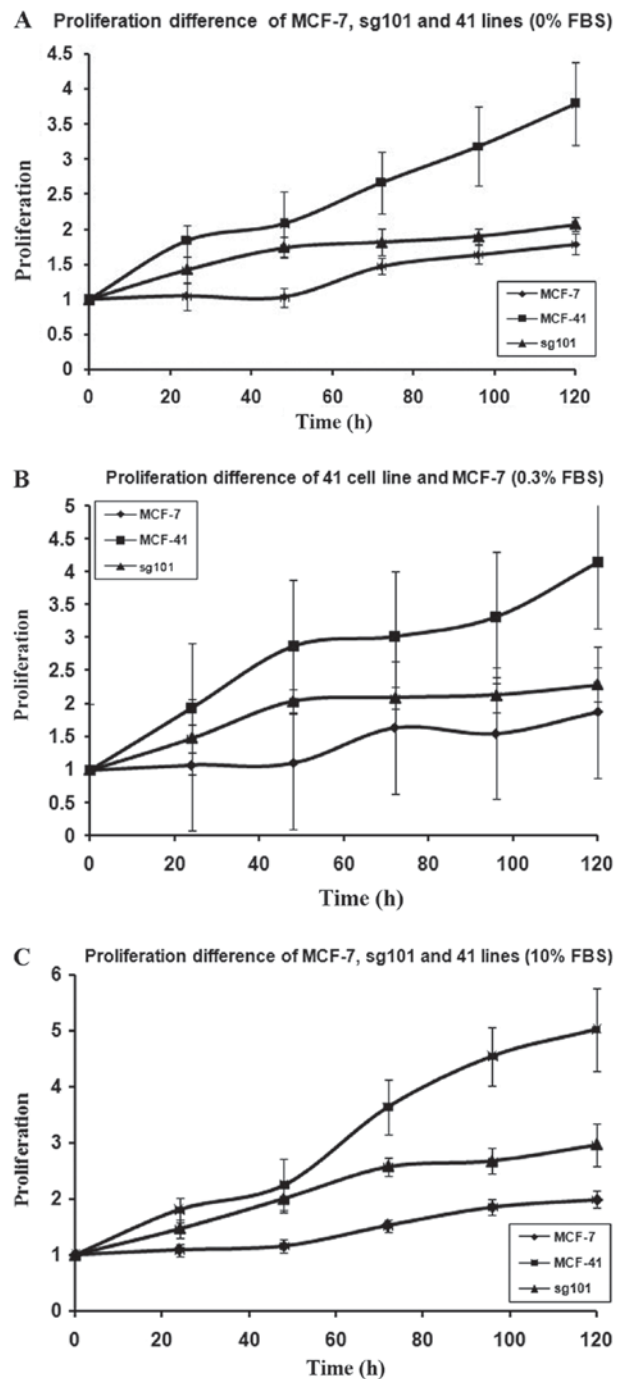 A Proliferation difference of MCF-7, sg101 and 41 lines (0% FBS)
4.5
4
3.5
3
2.5
2
1.5
1
0.5
0
Proliferation
MCF-7
MCF-41
sg101
0 20 40 60 80 100 120
Time (h)
B Proliferation difference of 41 cell line and MCF-7 (0.3% FBS)
5
4.5
4
3.5
3
2.5
2
1.5
1
0.5
0
Proliferation
MCF-7
MCF-41
sg101
0 20 40 60 80 100 120
Time (h)
C Proliferation difference of MCF-7, sg101 and 41 lines (10% FBS)
6
5
4
3
2
1
0
Proliferation
MCF-7
MCF-41
sg101
0 20 40 60 80 100 120
Time (h)